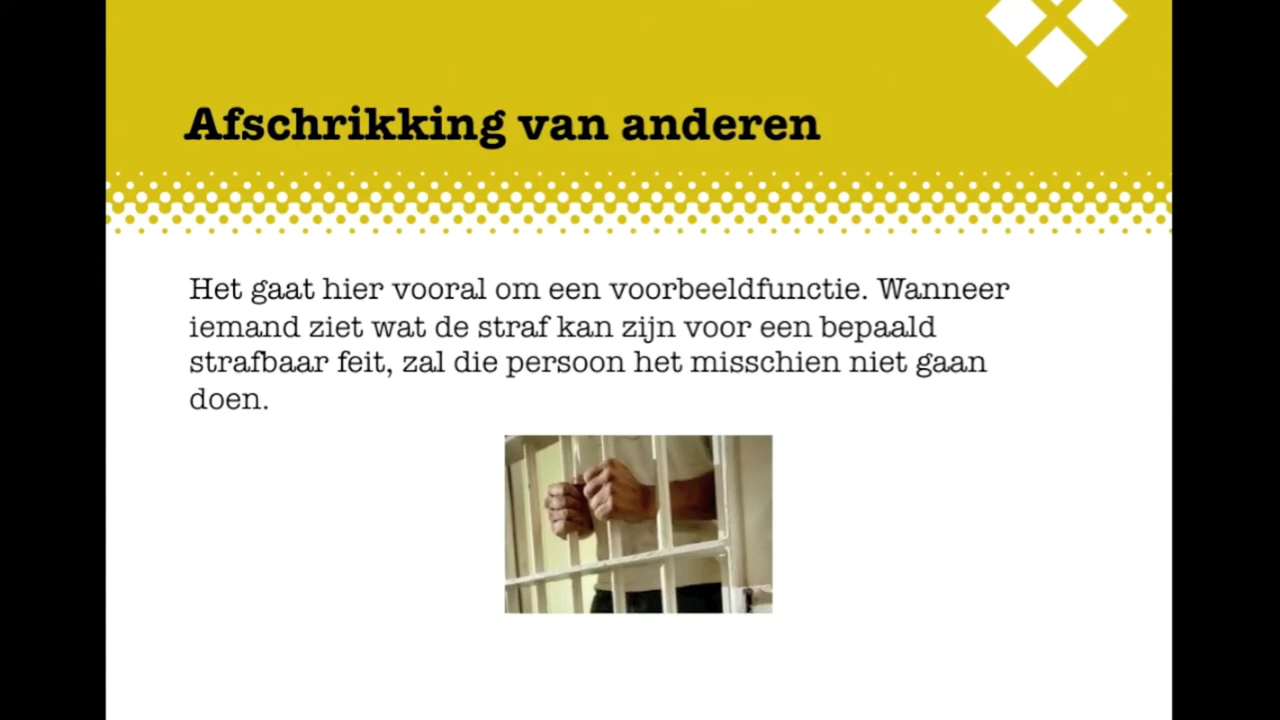 Afschrikking van anderen
Het gaat hier vooral om een voorbeeldfunctie. Wanneer
iemand ziet wat de straf kan zijn voor een bepaald
strafbaar feit, zal die persoon het misschien niet gaan
doen.